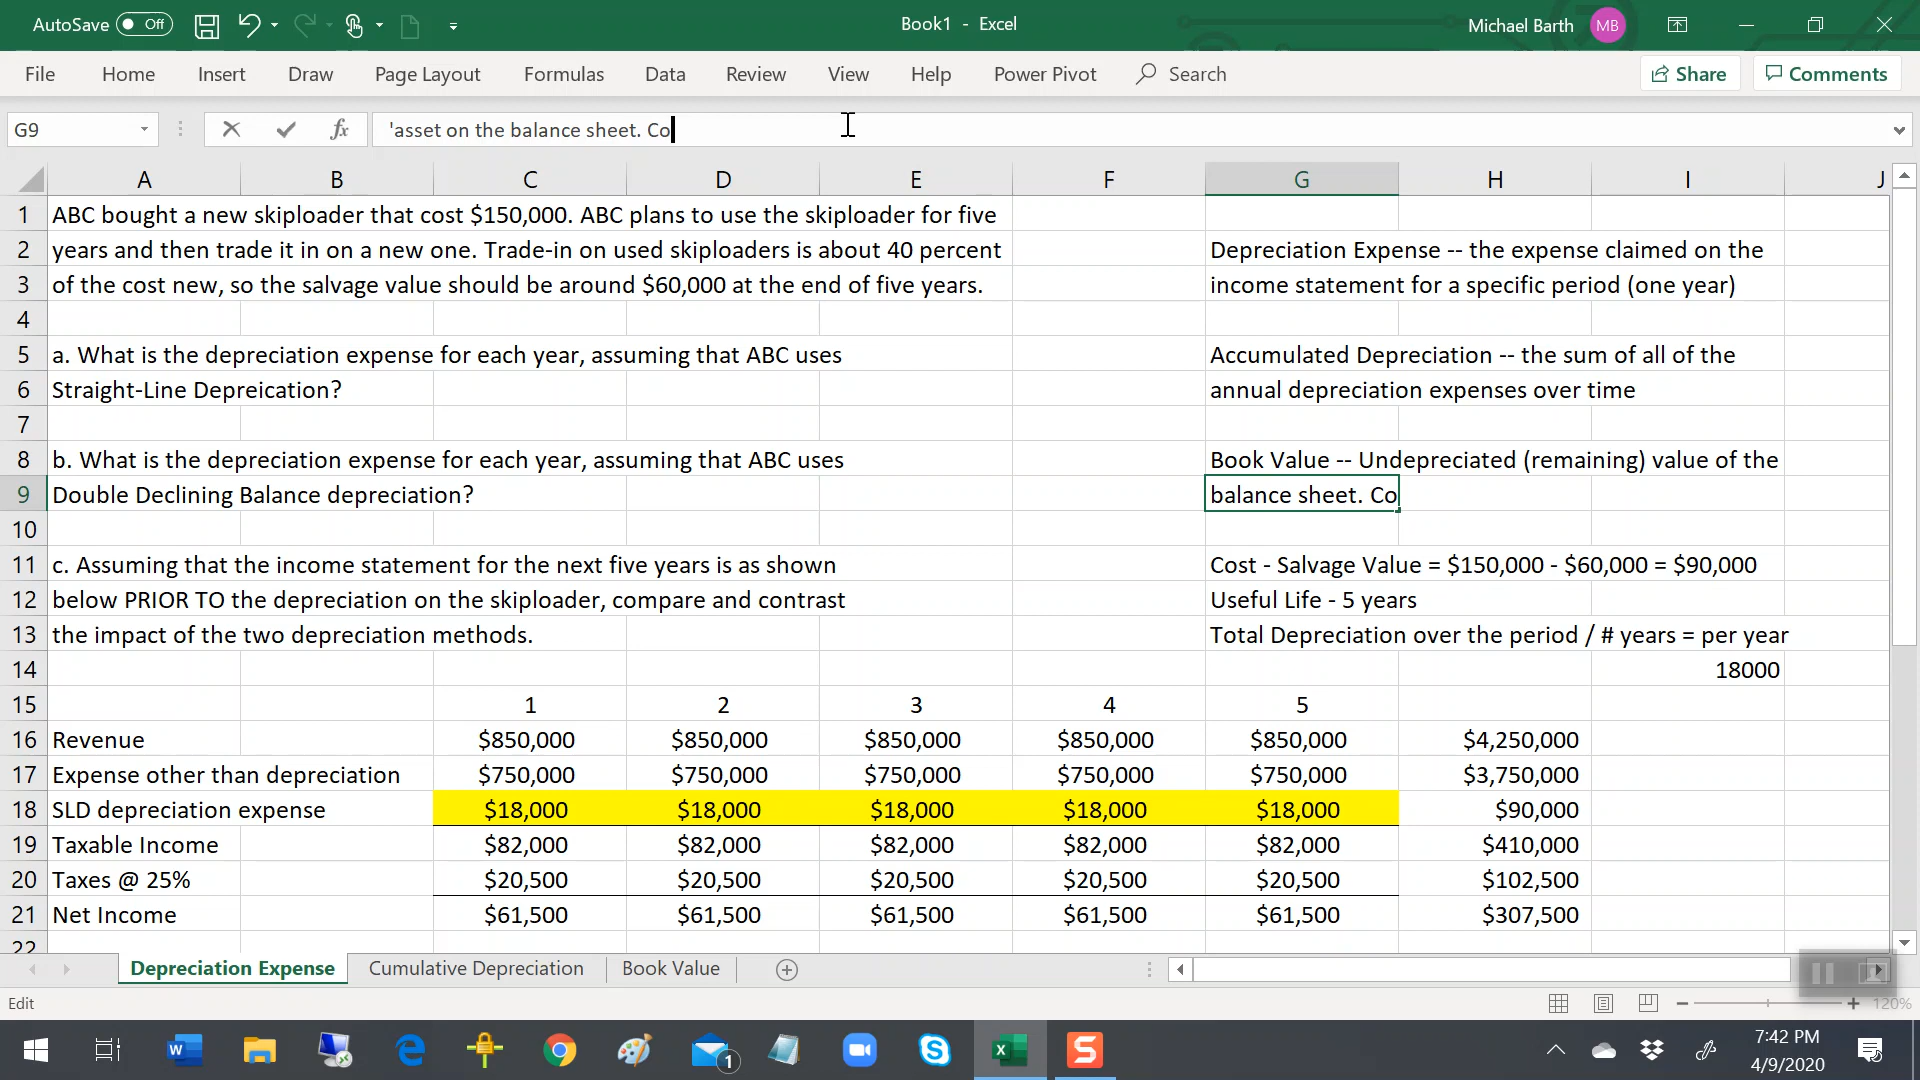 AutoSave Off
Book1 - Excel
Michael Barth MB
File Home Insert Draw Page Layout Formulas Data Review View Help Power Pivot Search
Share Comments
G9 fx 'asset on the balance sheet. Co
A B C D E F G H I J
1 ABC bought a new skiploader that cost $150,000. ABC plans to use the skiploader for five
2 years and then trade it in on a new one. Trade-in on used skiploaders is about 40 percent Depreciation Expense -- the expense claimed on the
3 of the cost new, so the salvage value should be around $60,000 at the end of five years. income statement for a specific period (one year)
4
5 a. What is the depreciation expense for each year, assuming that ABC uses Accumulated Depreciation -- the sum of all of the
6 Straight-Line Depreication? annual depreciation expenses over time
7
8 b. What is the depreciation expense for each year, assuming that ABC uses Book Value -- Undepreciated (remaining) value of the
9 Double Declining Balance depreciation? balance sheet. Co
10
11 c. Assuming that the income statement for the next five years is as shown Cost - Salvage Value = $150,000 - $60,000 = $90,000
12 below PRIOR TO the depreciation on the skiploader, compare and contrast Useful Life - 5 years
13 the impact of the two depreciation methods. Total Depreciation over the period / # years = per year
14 18000
15 1 2 3 4 5
16 Revenue $850,000 $850,000 $850,000 $850,000 $850,000 $4,250,000
17 Expense other than depreciation $750,000 $750,000 $750,000 $750,000 $750,000 $3,750,000
18 SLD depreciation expense $18,000 $18,000 $18,000 $18,000 $18,000 $90,000
19 Taxable Income $82,000 $82,000 $82,000 $82,000 $82,000 $410,000
20 Taxes @ 25% $20,500 $20,500 $20,500 $20,500 $20,500 $102,500
21 Net Income $61,500 $61,500 $61,500 $61,500 $61,500 $307,500
22
Depreciation Expense Cumulative Depreciation Book Value
Edit 120%
1
7:42 PM
4/9/2020